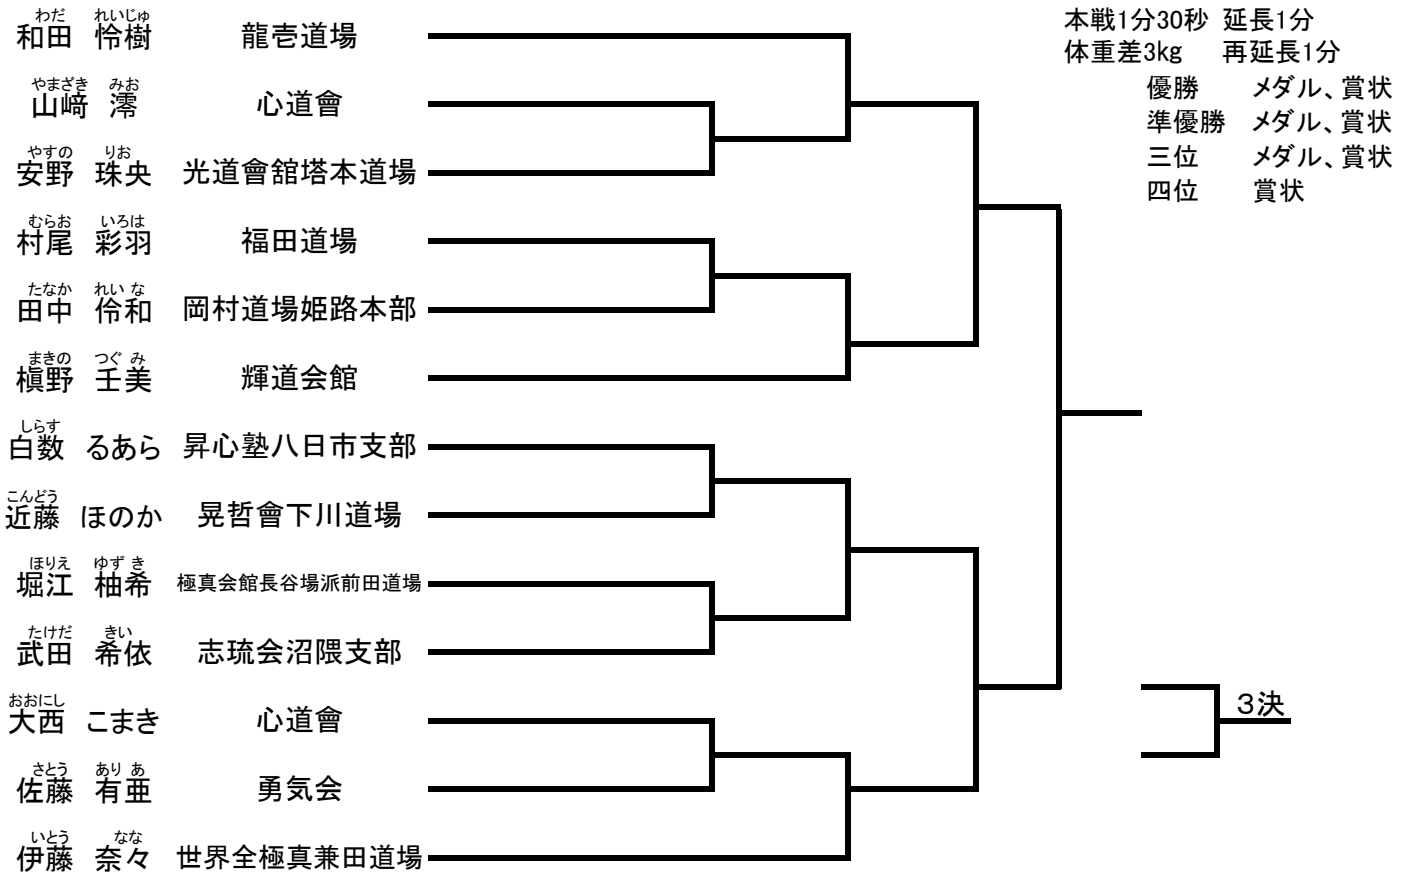 わだ れいじゅ
和田 怜樹 龍壱道場
やまざき みお
山﨑 澪 心道會
やすの りお
安野 珠央 光道會舘塔本道場
むらお いろは
村尾 彩羽 福田道場
たなか れい な
田中 伶和 岡村道場姫路本部
まきの つぐ み
槇野 壬美 輝道会館
しらす
白数 るあら 昇心塾八日市支部
こんどう
近藤 ほのか 晃哲會下川道場
ほりえ ゆず き
堀江 柚希 極真会館長谷場派前田道場
たけだ きい
武田 希依 志琉会沼隈支部
おおにし
大西 こまき 心道會
さとう あり あ
佐藤 有亜 勇気会
いとう なな
伊藤 奈々 世界全極真兼田道場
本戦1分30秒 延長1分
体重差3kg 再延長1分
優勝 メダル、賞状
準優勝 メダル、賞状
三位 メダル、賞状
四位 賞状
３決